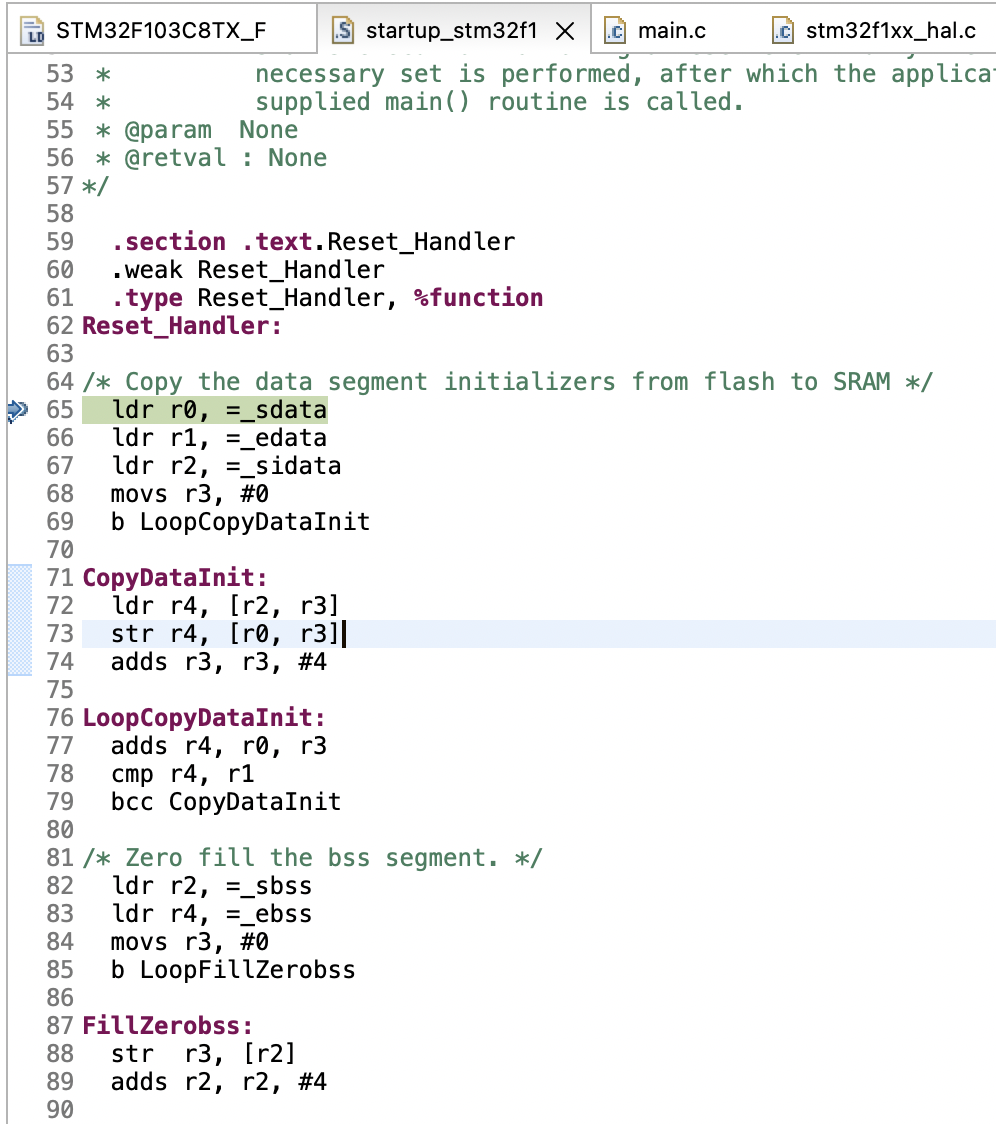 STM32F103C8TX_F
startup_stm32f1
main.c
stm32f1xx_hal.c
53 * necessary set is performed, after which the applica
54 * supplied main() routine is called.
55 * @param  None
56 * @retval : None
57 */
58
59   .section .text.Reset_Handler
60   .weak Reset_Handler
61   .type Reset_Handler, %function
62 Reset_Handler:
63
64 /* Copy the data segment initializers from flash to SRAM */
65   ldr r0, =_sdata
66   ldr r1, =_edata
67   ldr r2, =_sidata
68   movs r3, #0
69   b LoopCopyDataInit
70
71 CopyDataInit:
72   ldr r4, [r2, r3]
73   str r4, [r0, r3]
74   adds r3, r3, #4
75
76 LoopCopyDataInit:
77   adds r4, r0, r3
78   cmp r4, r1
79   bcc CopyDataInit
80
81 /* Zero fill the bss segment. */
82   ldr r2, =_sbss
83   ldr r4, =_ebss
84   movs r3, #0
85   b LoopFillZerobss
86
87 FillZerobss:
88   str  r3, [r2]
89   adds r2, r2, #4
90